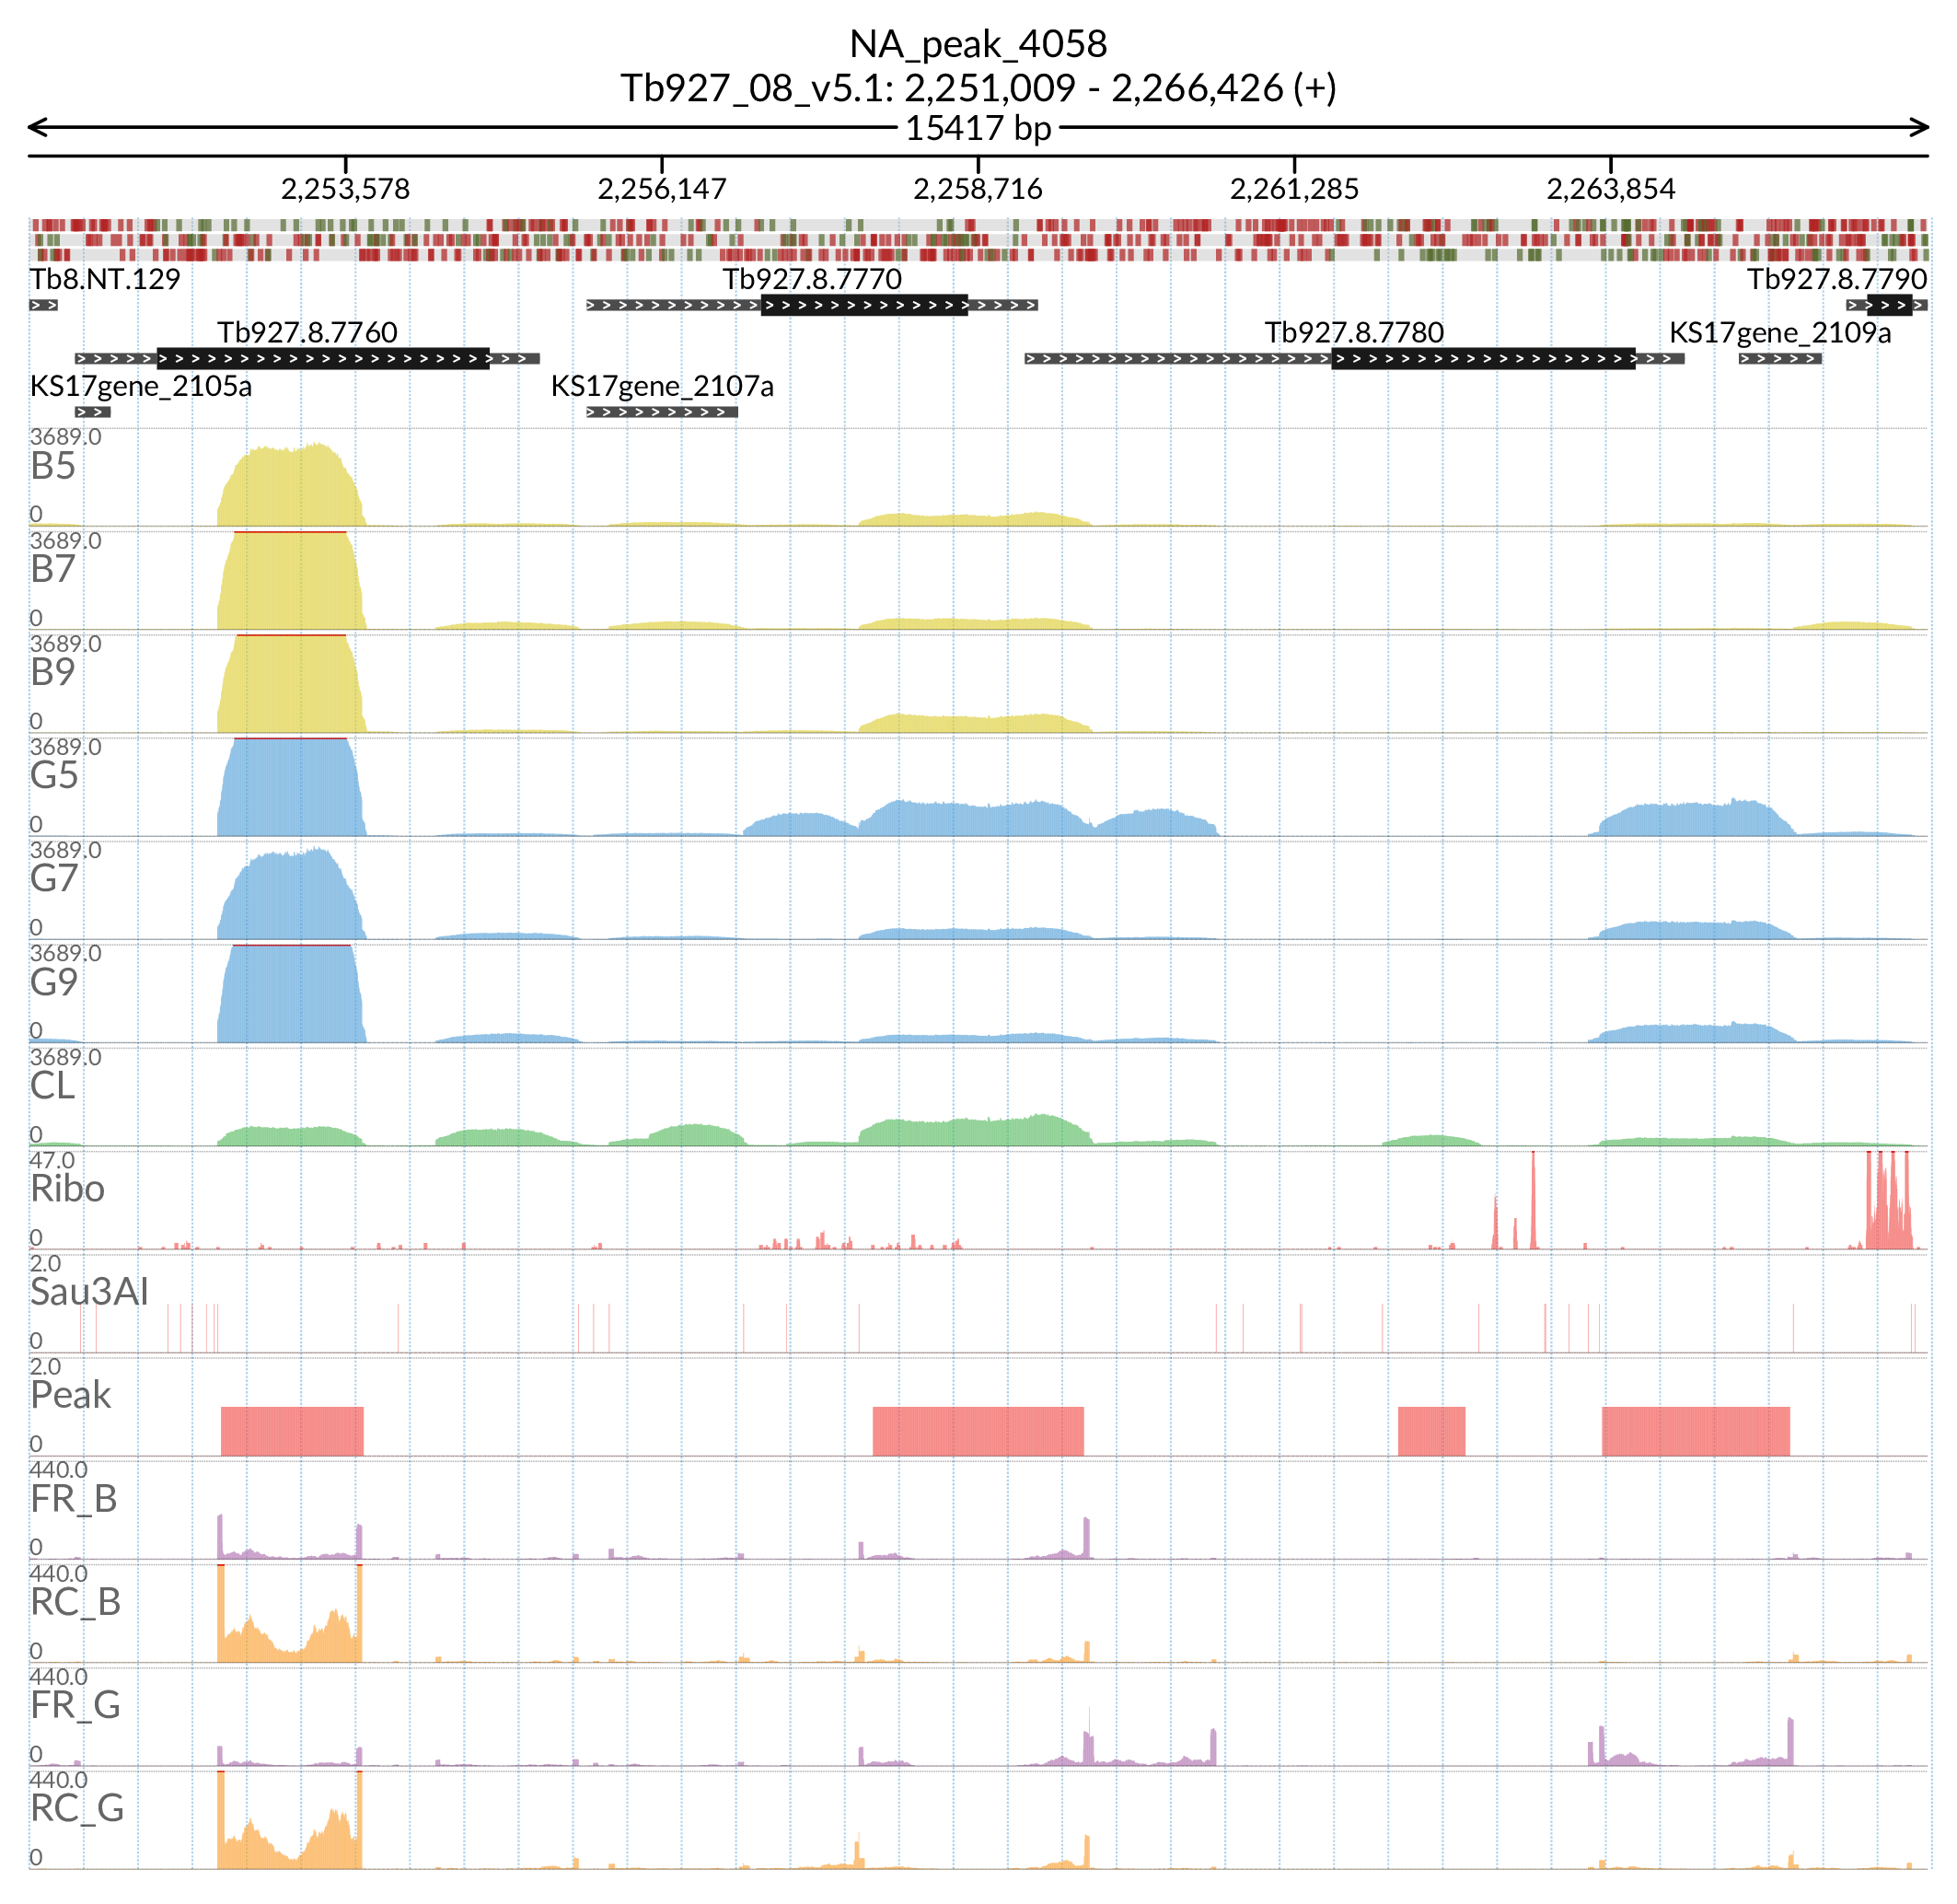 NA_peak_4058
Tb927_08_v5.1: 2,251,009 - 2,266,426 (+)
15417 bp
2,253,578 2,256,147 2,258,716 2,261,285 2,263,854
Tb8.NT.129 Tb927.8.7770 Tb927.8.7790
Tb927.8.7760 Tb927.8.7780 KS17gene_2109a
KS17gene_2105a KS17gene_2107a
3689.0
B5
0
3689.0
B7
0
3689.0
B9
0
3689.0
G5
0
3689.0
G7
0
3689.0
G9
0
3689.0
CL
0
47.0
Ribo
0
2.0
Sau3AI
0
2.0
Peak
0
440.0
FR_B
0
440.0
RC_B
0
440.0
FR_G
0
440.0
RC_G
0